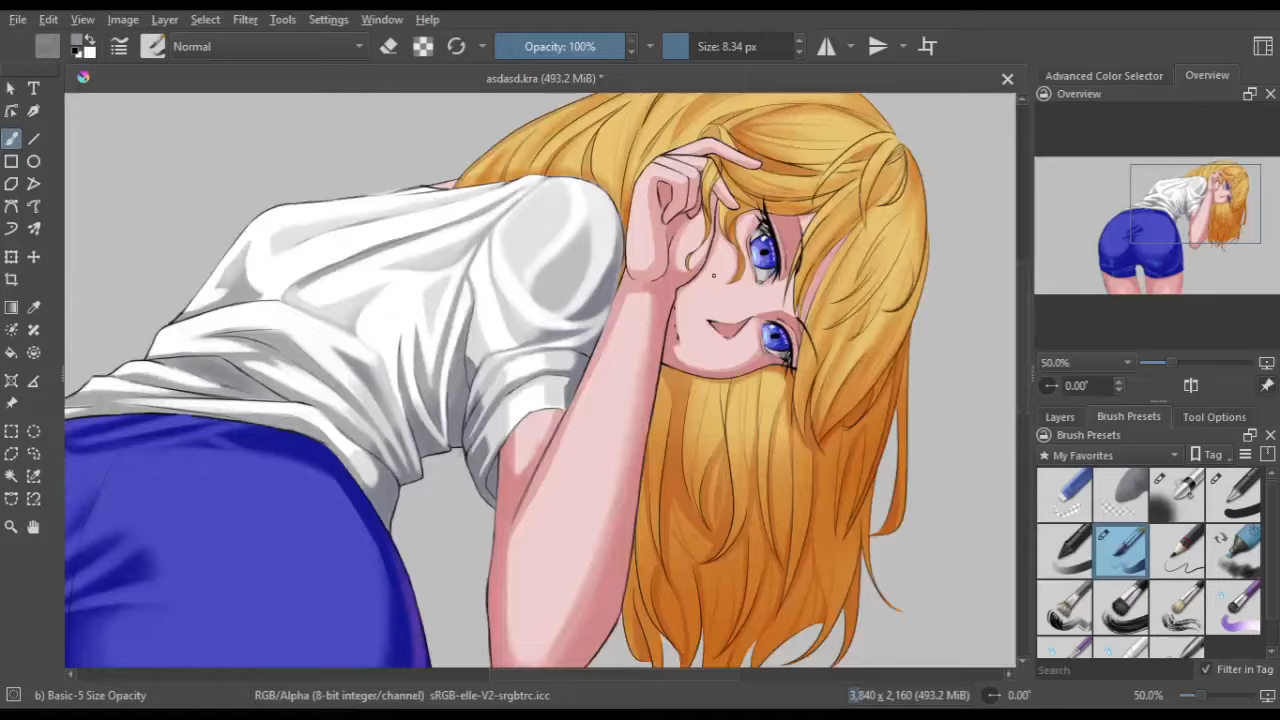 File Edit View Image Layer Select Filter Tools Settings Window Help
Normal Opacity: 100% Size: 8.34 px
asdasd.kra (493.2 MiB) *
Advanced Color Selector Overview
Overview
50.0%
0.00°
Layers Brush Presets Tool Options
Brush Presets
★ My Favorites Tag
Search Filter in Tag
b) Basic-5 Size Opacity RGB/Alpha (8-bit integer/channel) sRGB-elle-V2-srgbtrc.icc 3,840 x 2,160 (493.2 MiB) 0.00° 50.0%